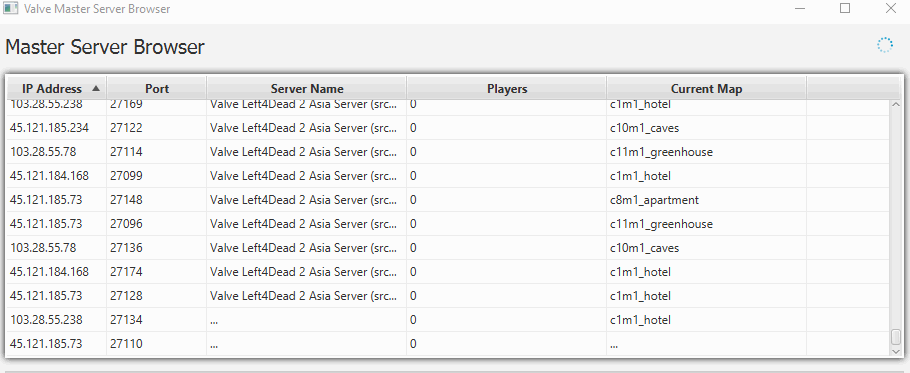 Valve Master Server Browser
Master Server Browser
IP Address Port Server Name Players Current Map
103.28.55.238 27169 Valve Left4Dead 2 Asia Server (src... 0 c1m1_hotel
45.121.185.234 27122 Valve Left4Dead 2 Asia Server (src... 0 c10m1_caves
103.28.55.78 27114 Valve Left4Dead 2 Asia Server (src... 0 c11m1_greenhouse
45.121.184.168 27099 Valve Left4Dead 2 Asia Server (src... 0 c1m1_hotel
45.121.185.73 27148 Valve Left4Dead 2 Asia Server (src... 0 c8m1_apartment
45.121.185.73 27096 Valve Left4Dead 2 Asia Server (src... 0 c11m1_greenhouse
103.28.55.78 27136 Valve Left4Dead 2 Asia Server (src... 0 c10m1_caves
45.121.184.168 27174 Valve Left4Dead 2 Asia Server (src... 0 c1m1_hotel
45.121.185.73 27128 Valve Left4Dead 2 Asia Server (src... 0 c1m1_hotel
103.28.55.238 27134 ... 0 c1m1_hotel
45.121.185.73 27110 ... 0 ...